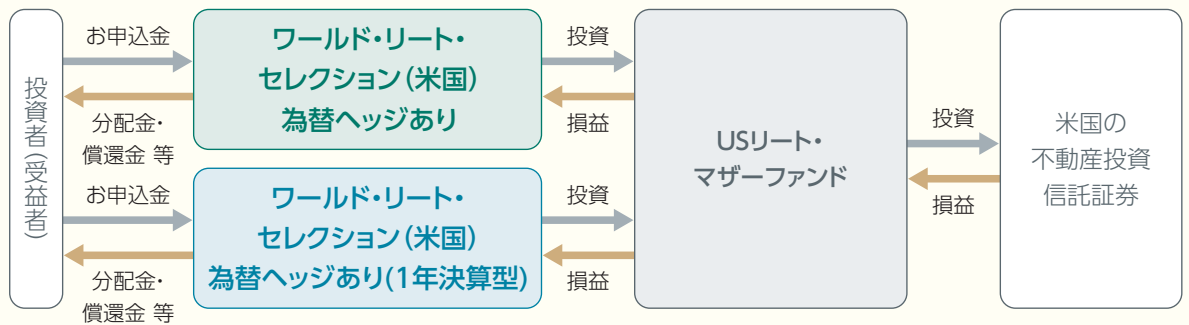 投資者(受益者)
お申込金
分配金・
償還金 等
お申込金
分配金・
償還金 等
ワールド・リート・
セレクション(米国)
為替ヘッジあり
ワールド・リート・
セレクション(米国)
為替ヘッジあり(1年決算型)
投資
損益
投資
損益
USリート・
マザーファンド
投資
損益
米国の
不動産投資
信託証券